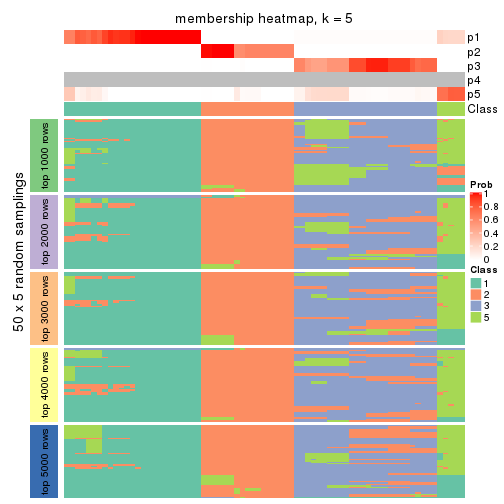 membership heatmap, k = 5
p1
p2
p3
p4
p5
Class
50 x 5 random samplings
top 1000 rows
top 2000 rows
top 3000 rows
top 4000 rows
top 5000 rows
Prob
1
0.8
0.6
0.4
0.2
0
Class
1
2
3
5